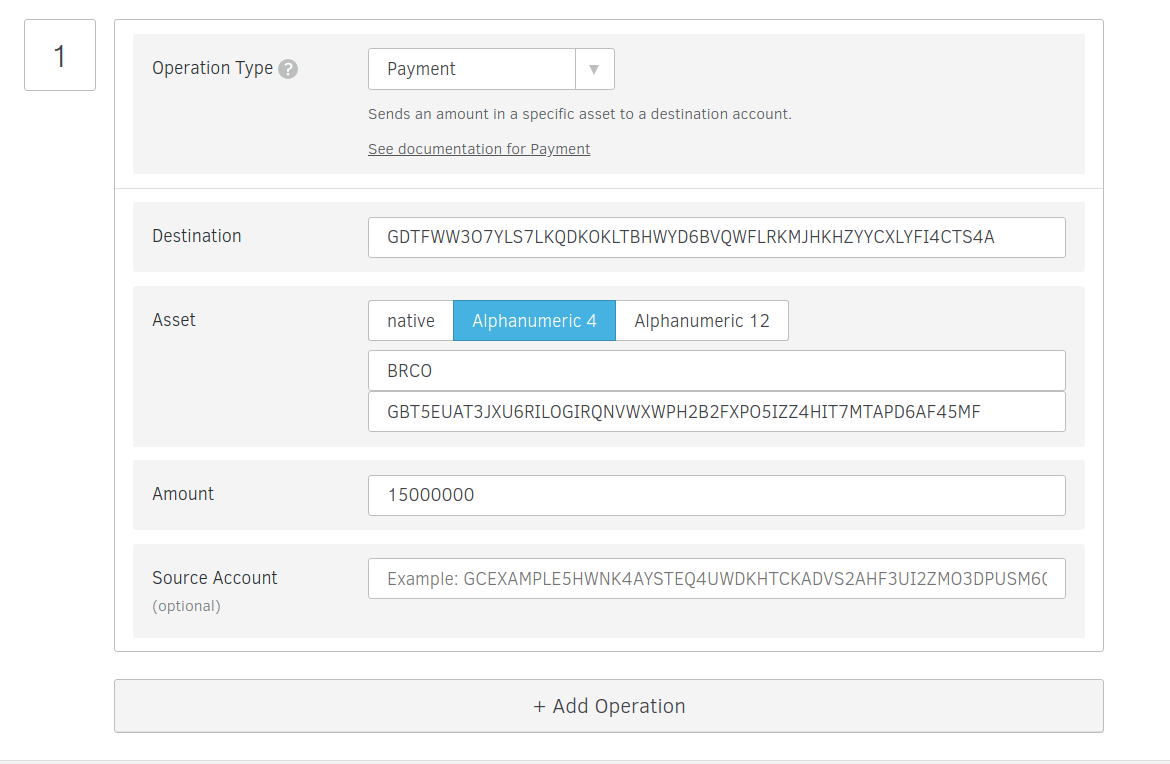 1
Operation Type ?
Payment
Sends an amount in a specific asset to a destination account.
See documentation for Payment
Destination
GDTFWW3O7YLS7LKQDKOKLTBHWYD6BVQWFLRKMJHKHZYYCXLYFI4CTS4A
Asset
native Alphanumeric 4 Alphanumeric 12
BRCO
GBT5EUAT3JXU6RILOGIRQNVWXWPH2B2FXPO5IZZ4HIT7MTAPD6AF45MF
Amount
15000000
Source Account
(optional)
Example: GCEXAMPLE5HWNK4AYSTEQ4UWDKHTCKADVS2AHF3UI2ZMO3DPUSM6
+ Add Operation